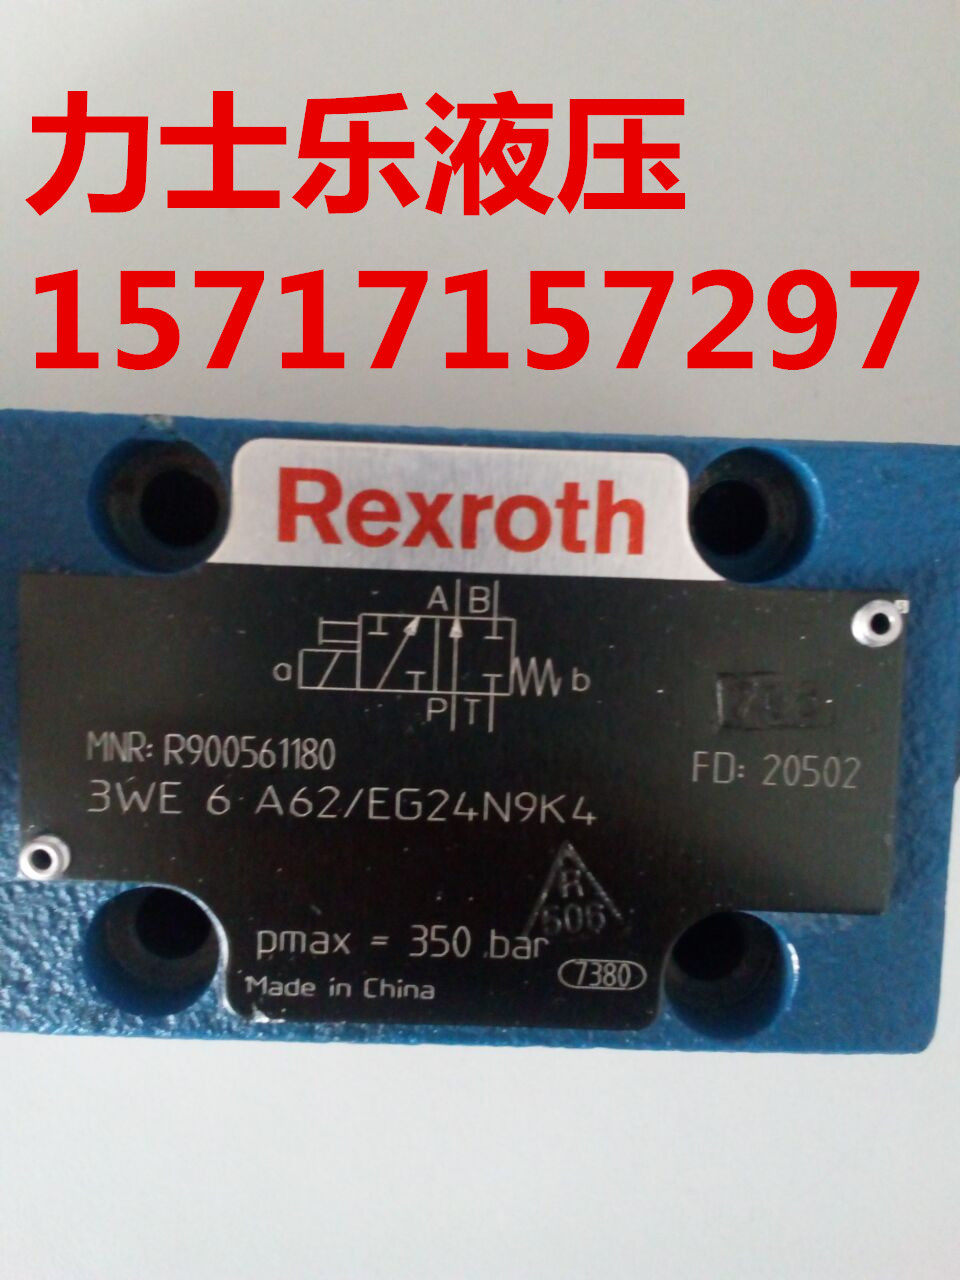 力士乐液压
15717157297
Rexroth
A B
a b
P T
MNR: R900561180
FD: 20502
3WE 6 A62/EG24N9K4
R
606
pmax = 350 bar
7380
Made in China